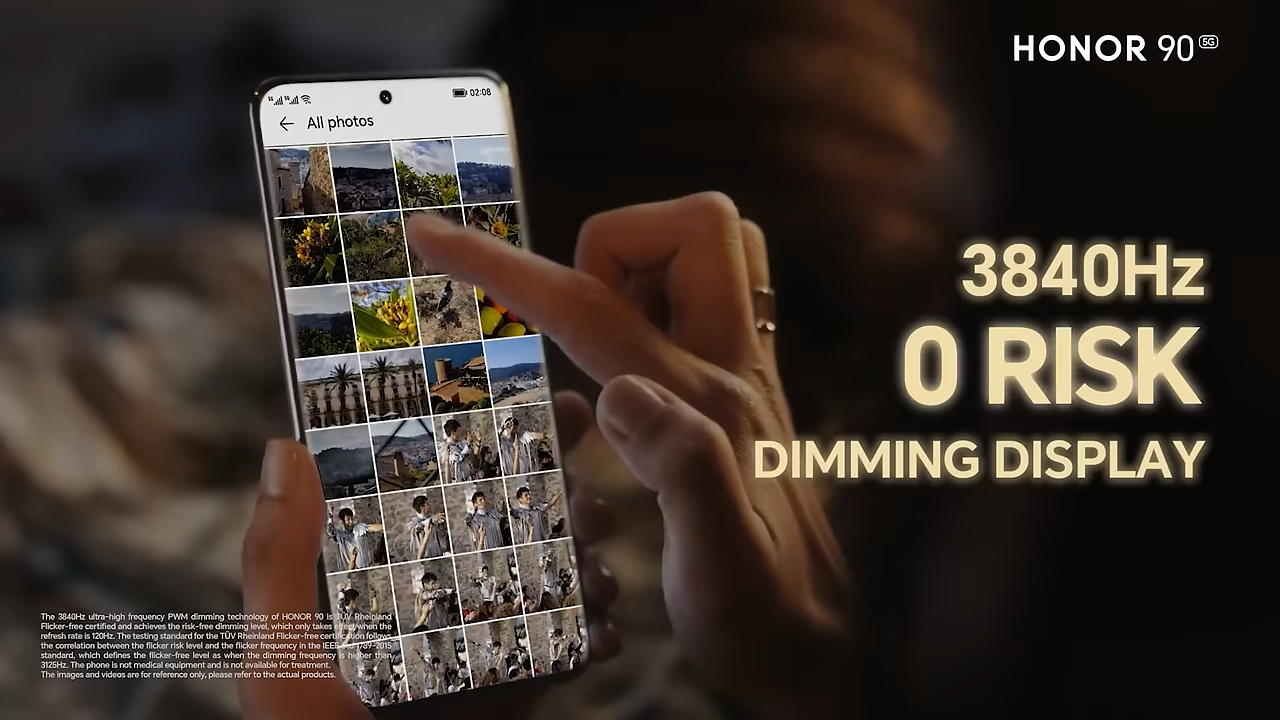 HONOR 90 5G
02:08
All photos
3840Hz
0 RISK
DIMMING DISPLAY
The 3840Hz ultra-high frequency PWM dimming technology of HONOR 90 is TÜV Rheinland
Flicker-free certified and achieves the risk-free dimming level, which only takes effect when the
refresh rate is 120Hz. The testing standard for the TÜV Rheinland Flicker-free certification follows
the correlation between the flicker risk level and the flicker frequency in the IEEE Std 1789-2015
standard, which defines the flicker-free level as when the dimming frequency is higher than
3125Hz. The phone is not medical equipment and is not available for treatment.
The images and videos are for reference only, please refer to the actual products.